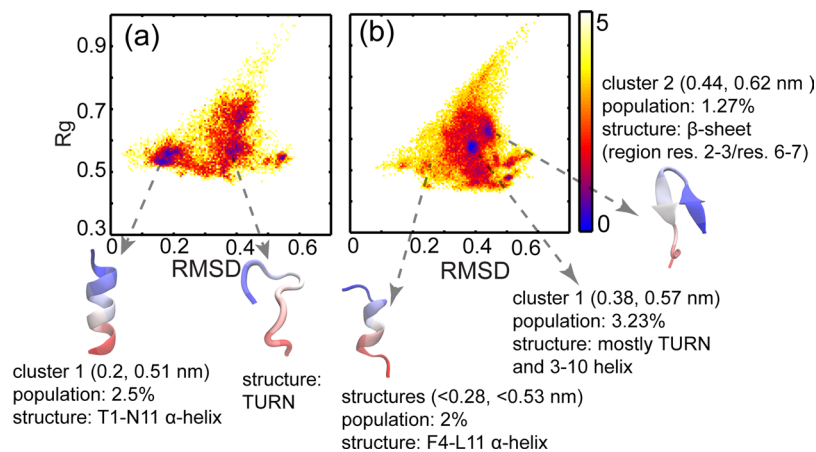 (a)
(b)
5
0
0.9
0.7
0.5
0.3
Rg
0 0.2 0.4 0.6
RMSD
0 0.2 0.4 0.6
RMSD
cluster 2 (0.44, 0.62 nm )
population: 1.27%
structure: β-sheet
(region res. 2-3/res. 6-7)
cluster 1 (0.2, 0.51 nm)
population: 2.5%
structure: T1-N11 α-helix
structure:
TURN
structures (<0.28, <0.53 nm)
population: 2%
structure: F4-L11 α-helix
cluster 1 (0.38, 0.57 nm)
population: 3.23%
structure: mostly TURN
and 3-10 helix